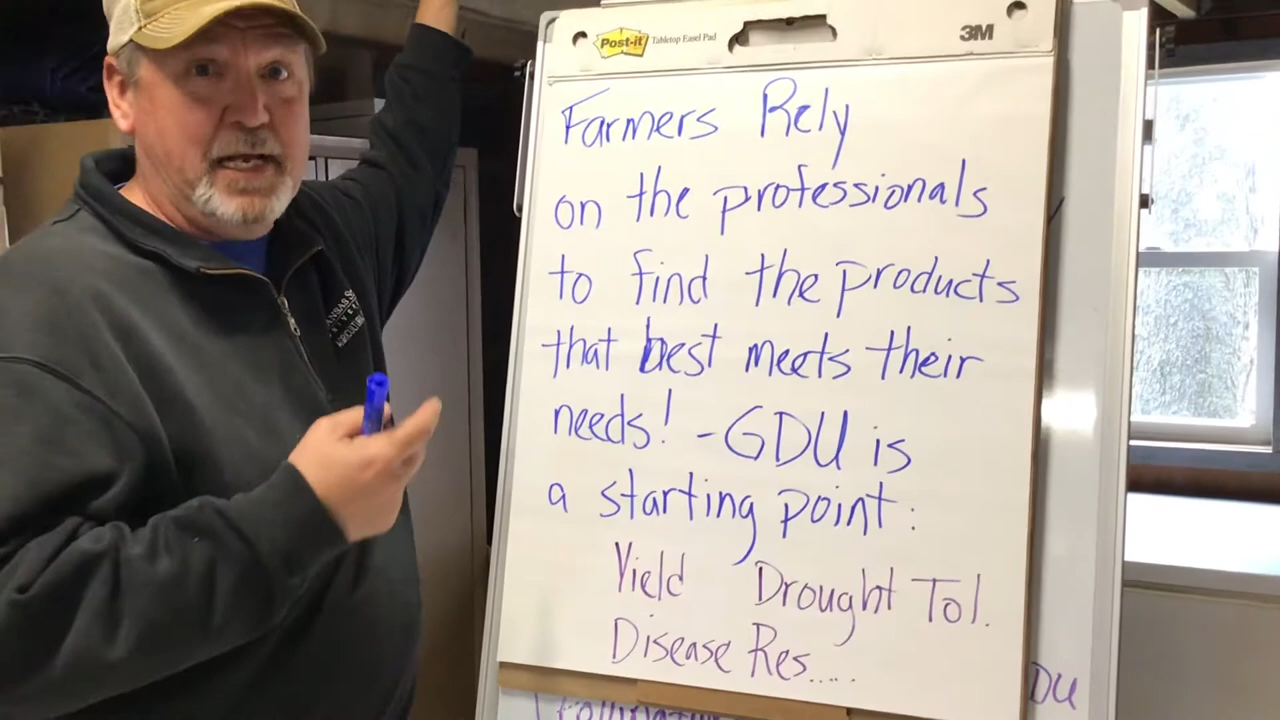 Post-it Tabletop Easel Pad
3M
Farmers Rely
on the professionals
to find the products
that best meets their
needs! - GDU is
a starting point:
Yield Drought Tol.
Disease Res....
DU